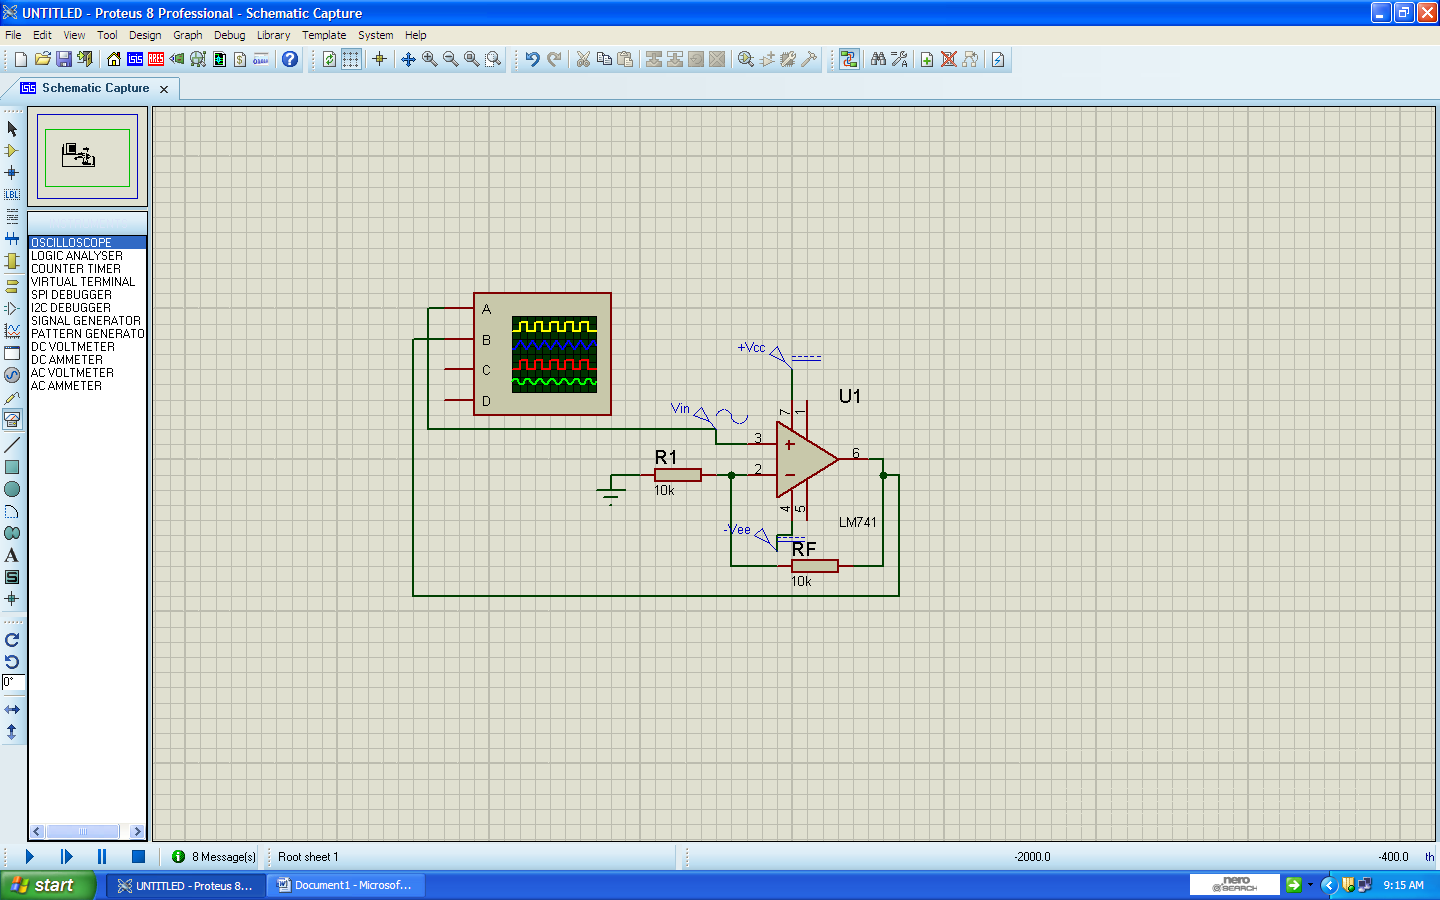 UNTITLED - Proteus 8 Professional - Schematic Capture
File Edit View Tool Design Graph Debug Library Template System Help
Schematic Capture
LBL
OSCILLOSCOPE
LOGIC ANALYSER
COUNTER TIMER
VIRTUAL TERMINAL
SPI DEBUGGER
I2C DEBUGGER
SIGNAL GENERATOR
PATTERN GENERATO
DC VOLTMETER
DC AMMETER
AC VOLTMETER
AC AMMETER
A
S
0°
A
B
C
D
+Vcc
U1
Vin
7
1
3
6
R1
2
10k
4
5
LM741
-Vee
RF
10k
8 Message(s)
Root sheet 1
-2000.0
-400.0
th
start
UNTITLED - Proteus 8...
Document1 - Microsof...
nero
SEARCH
9:15 AM